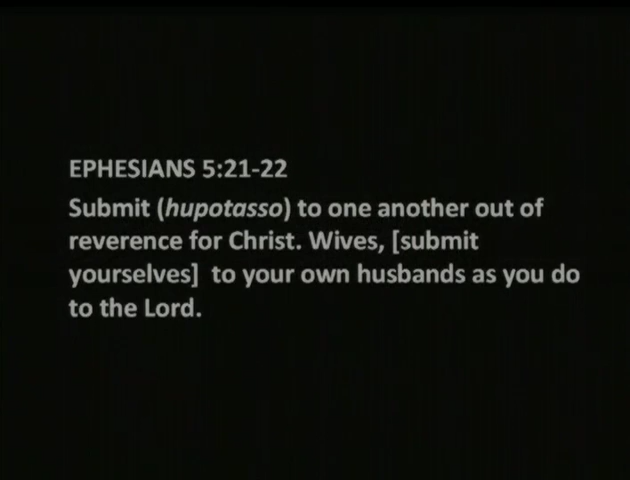 EPHESIANS 5:21-22
Submit (hupotasso) to one another out of
reverence for Christ. Wives, [submit
yourselves]  to your own husbands as you do
to the Lord.